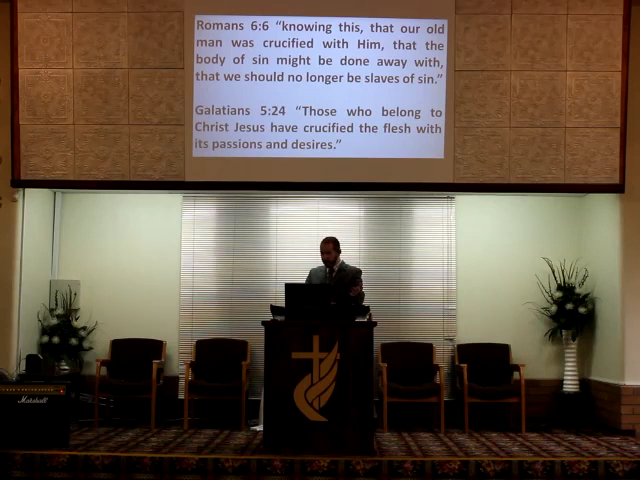 Romans 6:6 “knowing this, that our old
man was crucified with Him, that the
body of sin might be done away with,
that we should no longer be slaves of sin.”
Galatians 5:24 “Those who belong to
Christ Jesus have crucified the flesh with
its passions and desires.”
Marshall